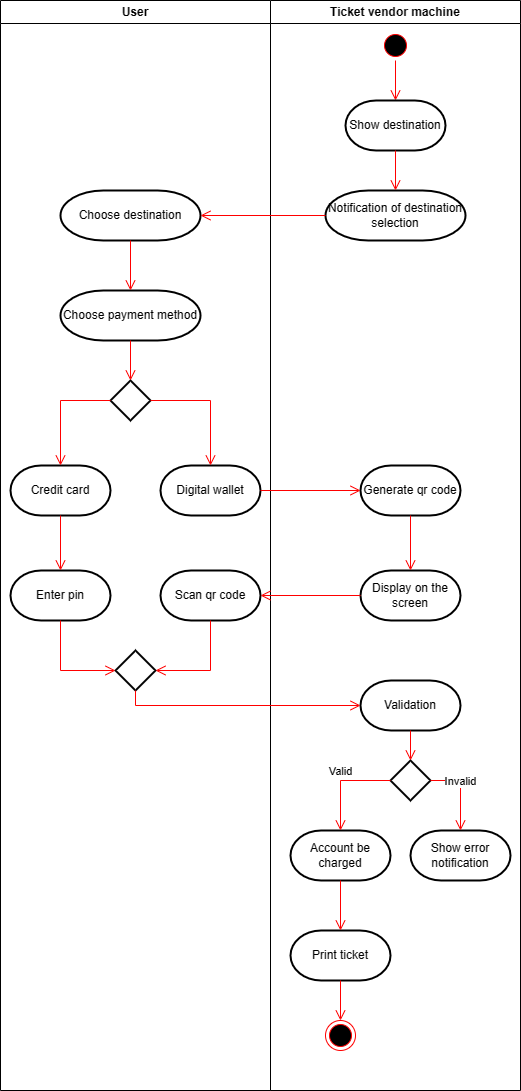 User
Ticket vendor machine
Show destination
Notification of destination
selection
Choose destination
Choose payment method
Credit card
Digital wallet
Generate qr code
Enter pin
Scan qr code
Display on the
screen
Validation
Valid
Invalid
Account be
charged
Show error
notification
Print ticket